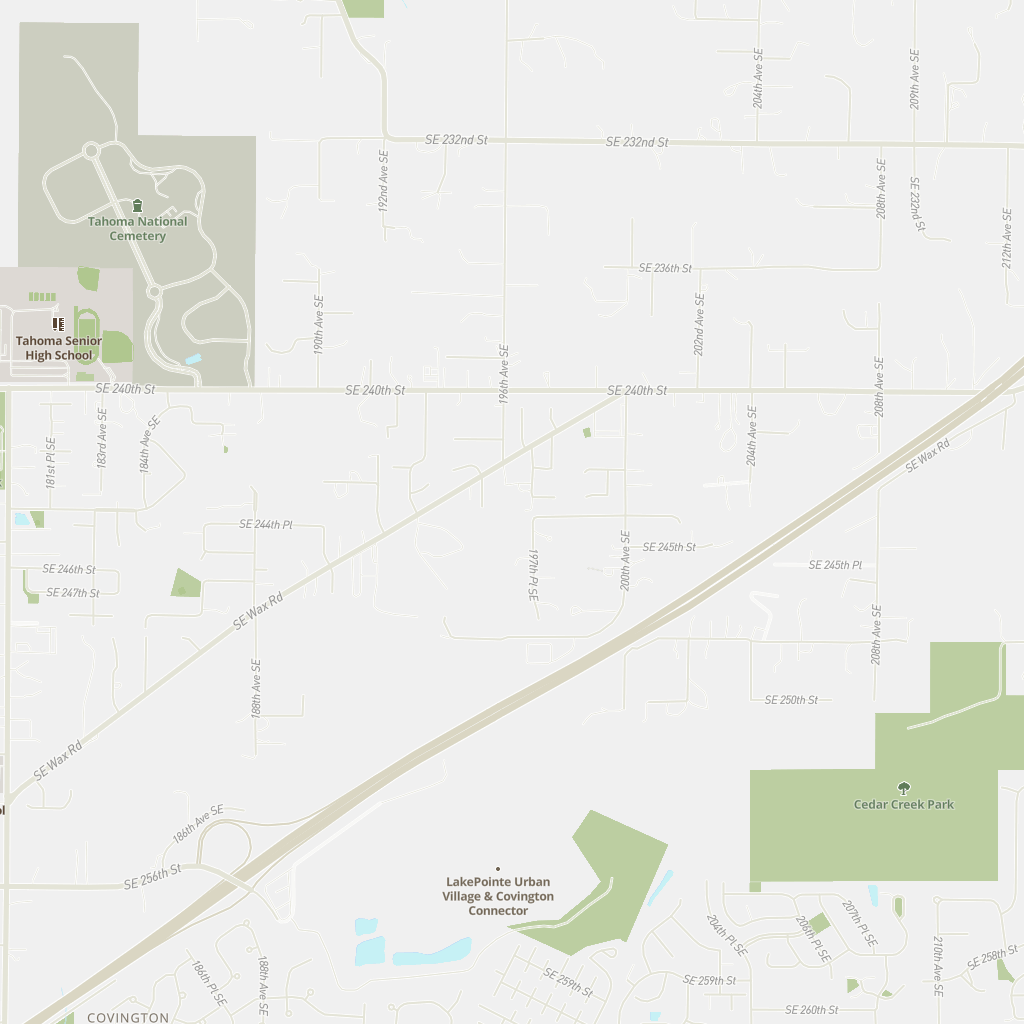 SE 232nd St
SE 232nd St
204th Ave SE
209th Ave SE
192nd Ave SE
208th Ave SE
SE 232nd St
212th Ave SE
Tahoma National
Cemetery
SE 236th St
190th Ave SE
202nd Ave SE
Tahoma Senior
High School
196th Ave SE
208th Ave SE
SE 240th St
SE 240th St
SE 240th St
181st Pl SE
183rd Ave SE
184th Ave SE
204th Ave SE
SE Wax Rd
SE 244th Pl
SE 246th St
SE 247th St
SE Wax Rd
197th Pl SE
200th Ave SE
SE 245th St
SE 245th Pl
208th Ave SE
188th Ave SE
SE 250th St
SE Wax Rd
Cedar Creek Park
186th Ave SE
SE 256th St
LakePointe Urban
Village & Covington
Connector
204th Pl SE
206th Pl SE
207th Pl SE
210th Ave SE
SE 258th St
186th Pl SE
188th Ave SE
SE 259th St
SE 259th St
SE 260th St
COVINGTON